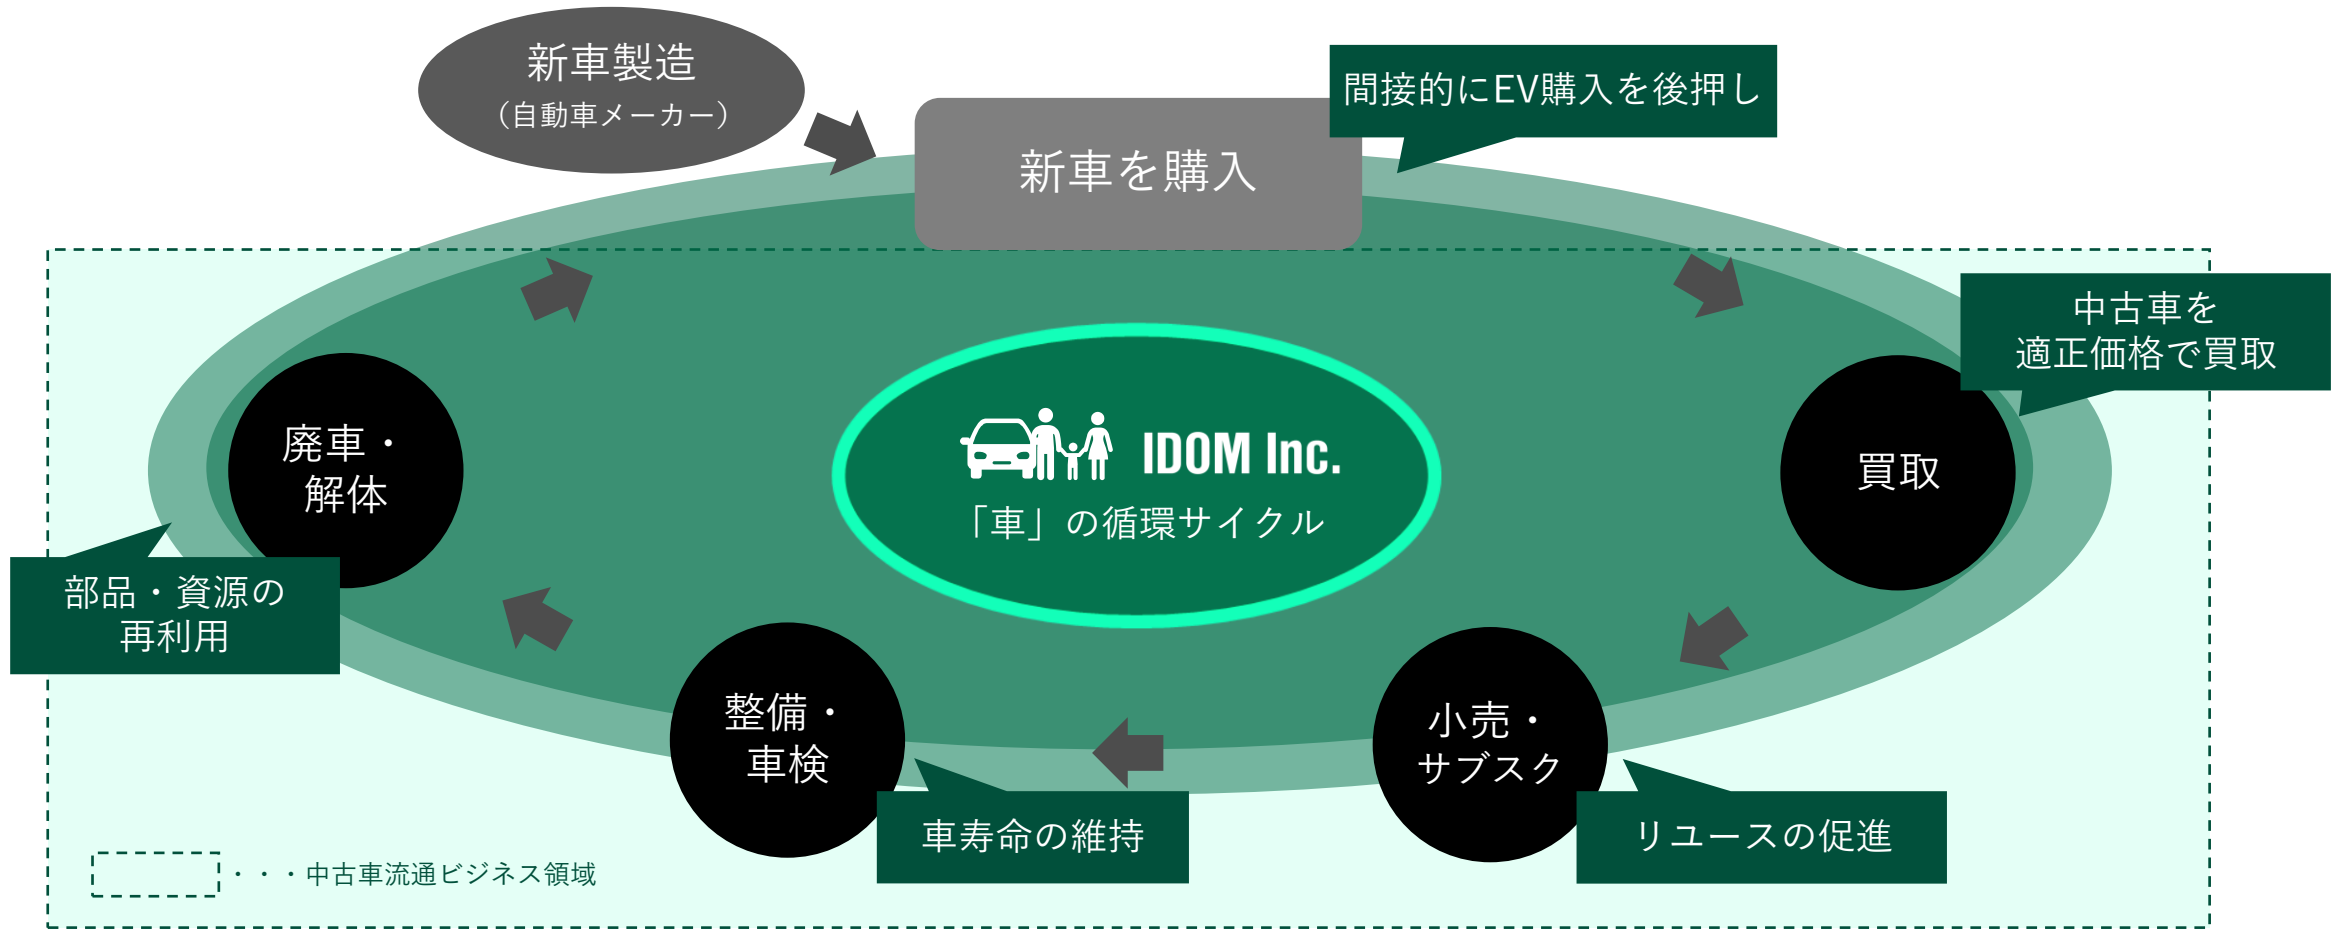 新車製造
（自動車メーカー）
間接的にEV購入を後押し
新車を購入
中古車を
適正価格で買取
買取
廃車・
解体
IDOM Inc.
「車」の循環サイクル
部品・資源の
再利用
整備・
車検
小売・
サブスク
車寿命の維持
リユースの促進
・・・中古車流通ビジネス領域